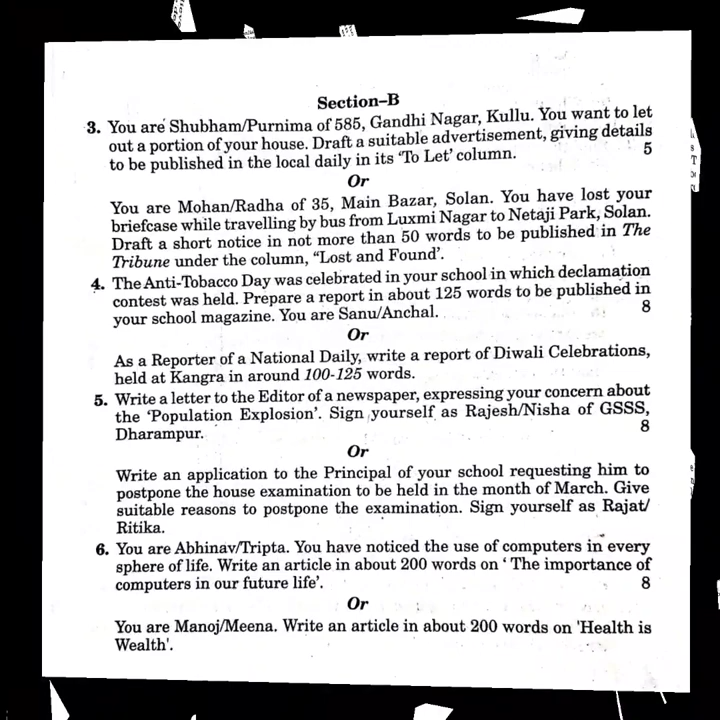 Section–B
3. You are Shubham/Purnima of 585, Gandhi Nagar, Kullu. You want to let
out a portion of your house. Draft a suitable advertisement, giving details
to be published in the local daily in its 'To Let' column. 5
Or
You are Mohan/Radha of 35, Main Bazar, Solan. You have lost your
briefcase while travelling by bus from Luxmi Nagar to Netaji Park, Solan.
Draft a short notice in not more than 50 words to be published in The
Tribune under the column, "Lost and Found'.
4. The Anti-Tobacco Day was celebrated in your school in which declamation
contest was held. Prepare a report in about 125 words to be published in
your school magazine. You are Sanu/Anchal. 8
Or
As a Reporter of a National Daily, write a report of Diwali Celebrations,
held at Kangra in around 100-125 words.
5. Write a letter to the Editor of a newspaper, expressing your concern about
the 'Population Explosion'. Sign yourself as Rajesh/Nisha of GSSS,
Dharampur. 8
Or
Write an application to the Principal of your school requesting him to
postpone the house examination to be held in the month of March. Give
suitable reasons to postpone the examination. Sign yourself as Rajat/
Ritika.
6. You are Abhinav/Tripta. You have noticed the use of computers in every
sphere of life. Write an article in about 200 words on ' The importance of
computers in our future life'. 8
Or
You are Manoj/Meena. Write an article in about 200 words on 'Health is
Wealth'.